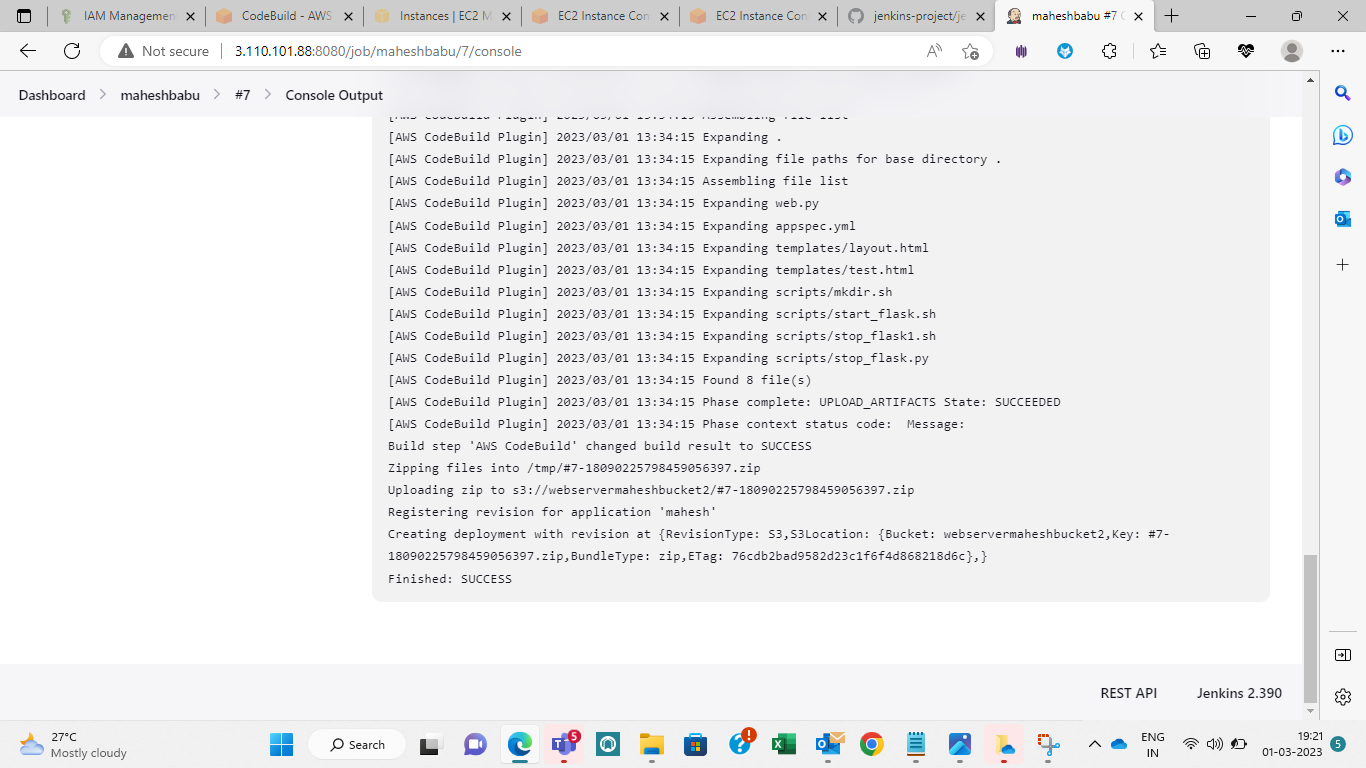 IAM Management
CodeBuild - AWS
Instances | EC2 M
EC2 Instance Con
EC2 Instance Con
jenkins-project/je
maheshbabu #7 C
Not secure
3.110.101.88:8080/job/maheshbabu/7/console
Dashboard
maheshbabu
#7
Console Output
[AWS CodeBuild Plugin] 2023/03/01 13:34:15 Assembling file list
[AWS CodeBuild Plugin] 2023/03/01 13:34:15 Expanding .
[AWS CodeBuild Plugin] 2023/03/01 13:34:15 Expanding file paths for base directory .
[AWS CodeBuild Plugin] 2023/03/01 13:34:15 Assembling file list
[AWS CodeBuild Plugin] 2023/03/01 13:34:15 Expanding web.py
[AWS CodeBuild Plugin] 2023/03/01 13:34:15 Expanding appspec.yml
[AWS CodeBuild Plugin] 2023/03/01 13:34:15 Expanding templates/layout.html
[AWS CodeBuild Plugin] 2023/03/01 13:34:15 Expanding templates/test.html
[AWS CodeBuild Plugin] 2023/03/01 13:34:15 Expanding scripts/mkdir.sh
[AWS CodeBuild Plugin] 2023/03/01 13:34:15 Expanding scripts/start_flask.sh
[AWS CodeBuild Plugin] 2023/03/01 13:34:15 Expanding scripts/stop_flask1.sh
[AWS CodeBuild Plugin] 2023/03/01 13:34:15 Expanding scripts/stop_flask.py
[AWS CodeBuild Plugin] 2023/03/01 13:34:15 Found 8 file(s)
[AWS CodeBuild Plugin] 2023/03/01 13:34:15 Phase complete: UPLOAD_ARTIFACTS State: SUCCEEDED
[AWS CodeBuild Plugin] 2023/03/01 13:34:15 Phase context status code:  Message:
Build step 'AWS CodeBuild' changed build result to SUCCESS
Zipping files into /tmp/#7-18090225798459056397.zip
Uploading zip to s3://webservermaheshbucket2/#7-18090225798459056397.zip
Registering revision for application 'mahesh'
Creating deployment with revision at {RevisionType: S3,S3Location: {Bucket: webservermaheshbucket2,Key: #7-
18090225798459056397.zip,BundleType: zip,ETag: 76cdb2bad9582d23c1f6f4d868218d6c},}
Finished: SUCCESS
REST API
Jenkins 2.390
27°C
Mostly cloudy
Search
5
ENG
IN
19:21
01-03-2023
5